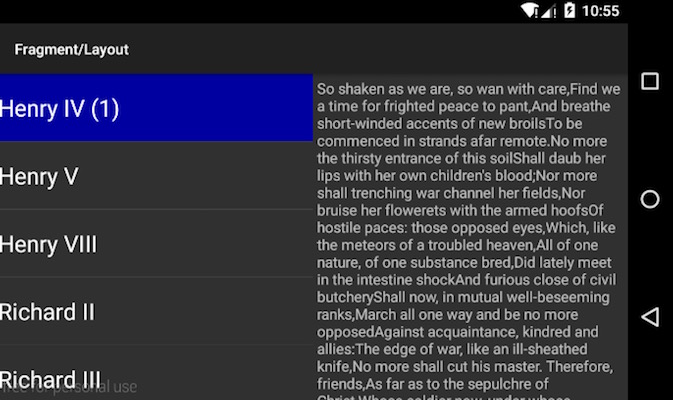 10:55
Fragment/Layout
Henry IV (1)
Henry V
Henry VIII
Richard II
Richard III
free for personal use
So shaken as we are, so wan with care,Find we
a time for frighted peace to pant,And breathe
short-winded accents of new broilsTo be
commenced in strands afar remote.No more
the thirsty entrance of this soilShall daub her
lips with her own children's blood;Nor more
shall trenching war channel her fields,Nor
bruise her flowerets with the armed hoofsOf
hostile paces: those opposed eyes,Which, like
the meteors of a troubled heaven,All of one
nature, of one substance bred,Did lately meet
in the intestine shockAnd furious close of civil
butcheryShall now, in mutual well-beseeming
ranks,March all one way and be no more
opposedAgainst acquaintance, kindred and
allies:The edge of war, like an ill-sheathed
knife,No more shall cut his master. Therefore,
friends,As far as to the sepulchre of
Christ,Whose soldier now, under whose